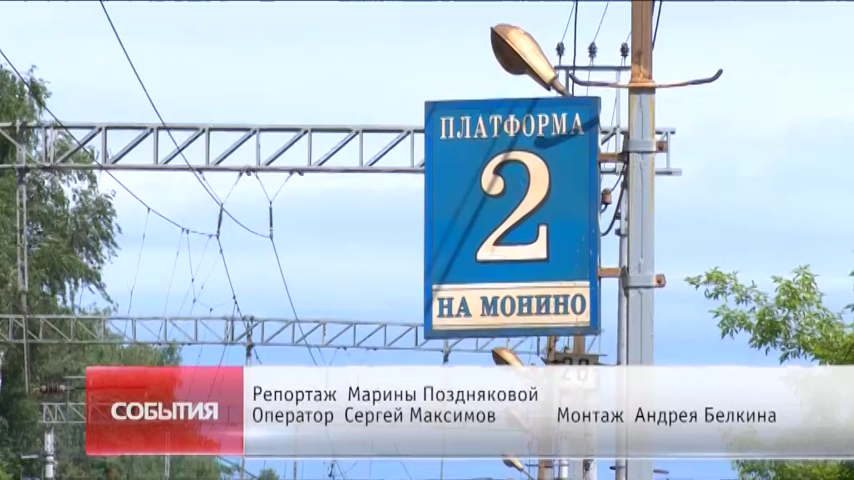 ПЛАТФОРМА
2
НА МОНИНО
СОБЫТИЯ
Репортаж Марины Поздняковой
Оператор Сергей Максимов Монтаж Андрея Белкина